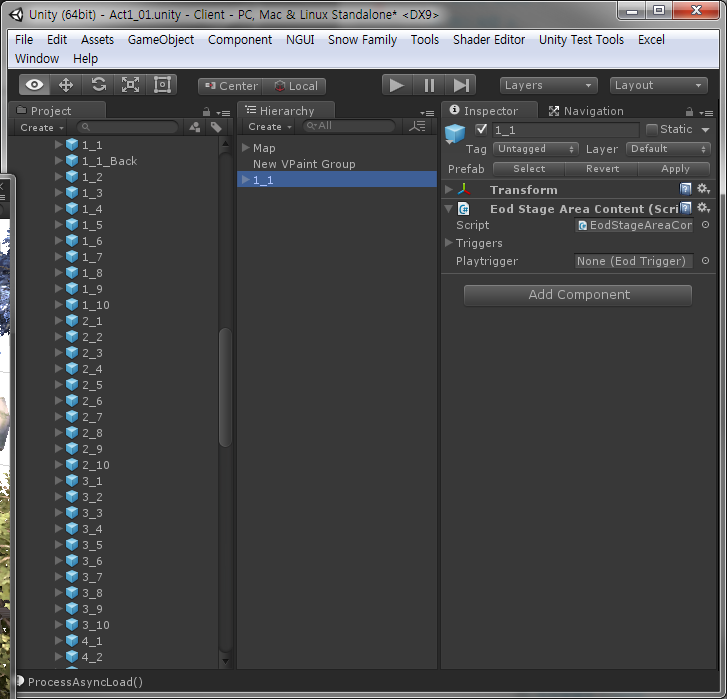 Unity (64bit) - Act1_01.unity - Client - PC, Mac & Linux Standalone* <DX9>
File Edit Assets GameObject Component NGUI Snow Family Tools Shader Editor Unity Test Tools Excel
Window Help
Center Local Layers Layout
Project
Create
1_1
1_1_Back
1_2
1_3
1_4
1_5
1_6
1_7
1_8
1_9
1_10
2_1
2_2
2_3
2_4
2_5
2_6
2_7
2_8
2_9
2_10
3_1
3_2
3_3
3_4
3_5
3_6
3_7
3_8
3_9
3_10
4_1
4_2
Hierarchy
Create All
Map
New VPaint Group
1_1
Inspector Navigation
1_1 Static
Tag Untagged Layer Default
Prefab Select Revert Apply
Transform
Eod Stage Area Content (Scri
Script EodStageAreaCor
Triggers
Playtrigger None (Eod Trigger)
Add Component
ProcessAsyncLoad()